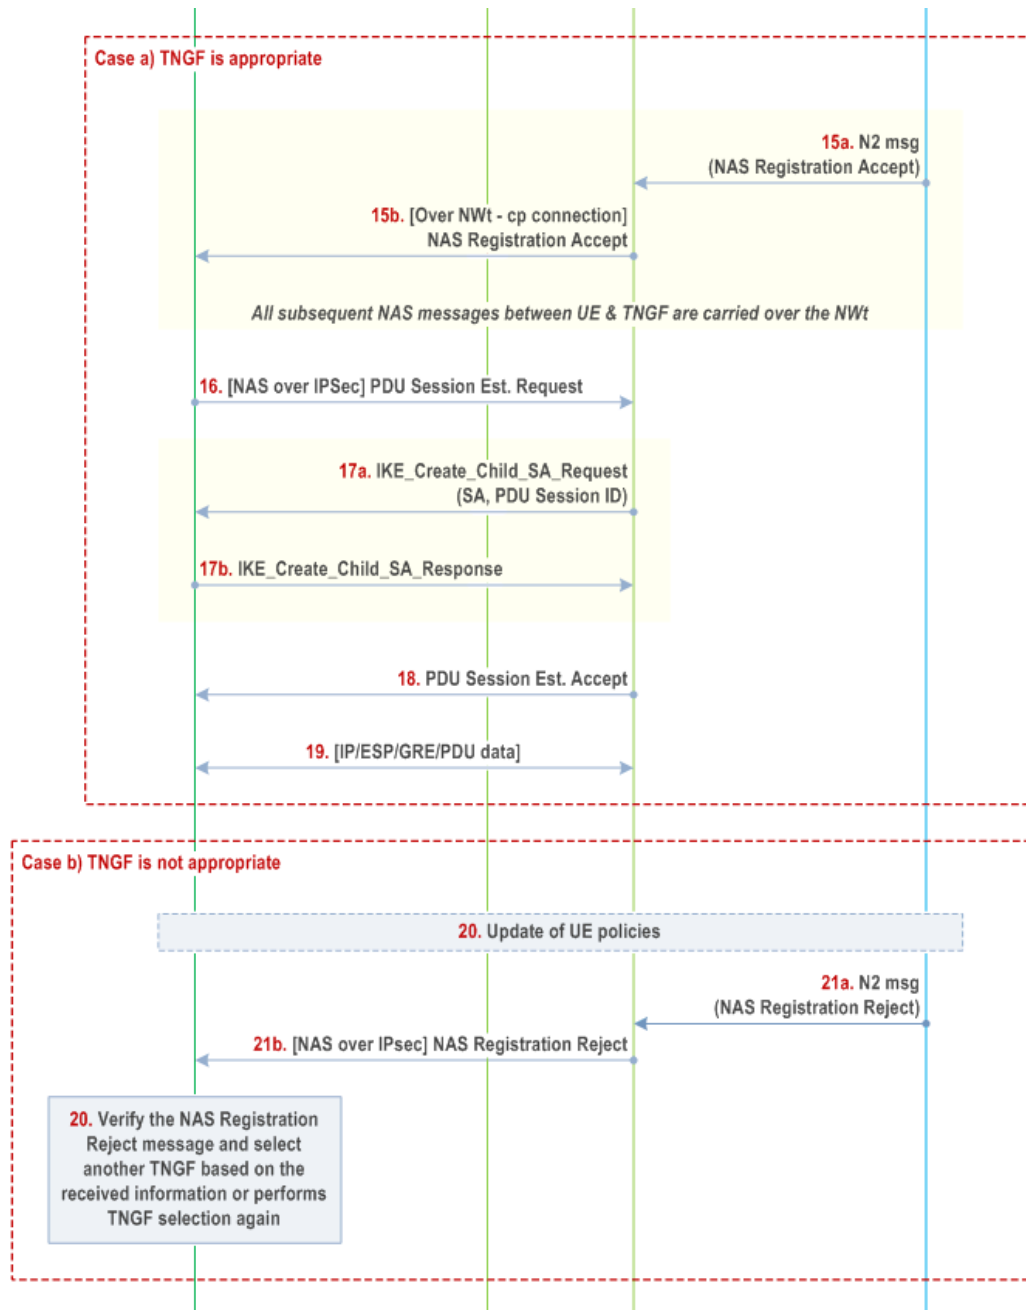 Case a) TNGF is appropriate
15a. N2 msg
(NAS Registration Accept)
15b. [Over NWt - cp connection]
NAS Registration Accept
All subsequent NAS messages between UE & TNGF are carried over the NWt
16. [NAS over IPSec] PDU Session Est. Request
17a. IKE_Create_Child_SA_Request
(SA, PDU Session ID)
17b. IKE_Create_Child_SA_Response
18. PDU Session Est. Accept
19. [IP/ESP/GRE/PDU data]
Case b) TNGF is not appropriate
20. Update of UE policies
21a. N2 msg
(NAS Registration Reject)
21b. [NAS over IPsec] NAS Registration Reject
20. Verify the NAS Registration
Reject message and select
another TNGF based on the
received information or performs
TNGF selection again